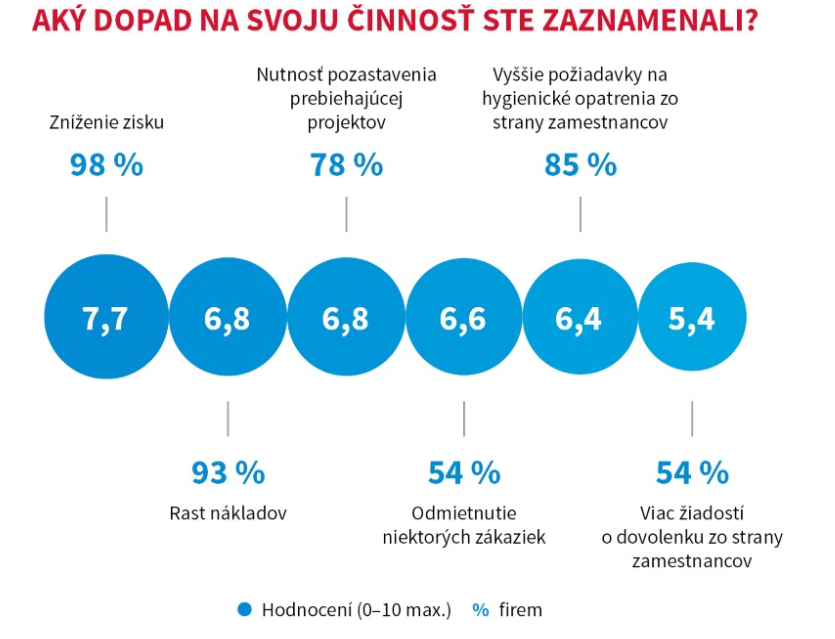 AKÝ DOPAD NA SVOJU ČINNOSŤ STE ZAZNAMENALI?
Zníženie zisku
98 %
Nutnosť pozastavenia
prebiehajúcej
projektov
78 %
Vyššie požiadavky na
hygienické opatrenia zo
strany zamestnancov
85 %
7,7
6,8
6,8
6,6
6,4
5,4
93 %
Rast nákladov
54 %
Odmietnutie
niektorých zákaziek
54 %
Viac žiadostí
o dovolenku zo strany
zamestnancov
Hodnocení (0–10 max.) % firem